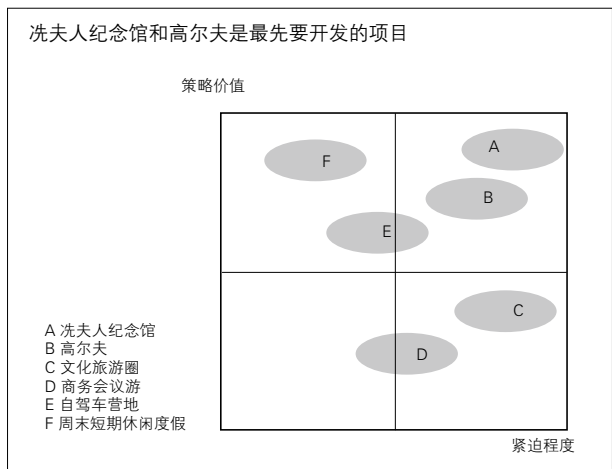 冼夫人纪念馆和高尔夫是最先要开发的项目
策略价值
F
A
B
E
C
D
A 冼夫人纪念馆
B 高尔夫
C 文化旅游圈
D 商务会议游
E 自驾车营地
F 周末短期休闲度假
紧迫程度